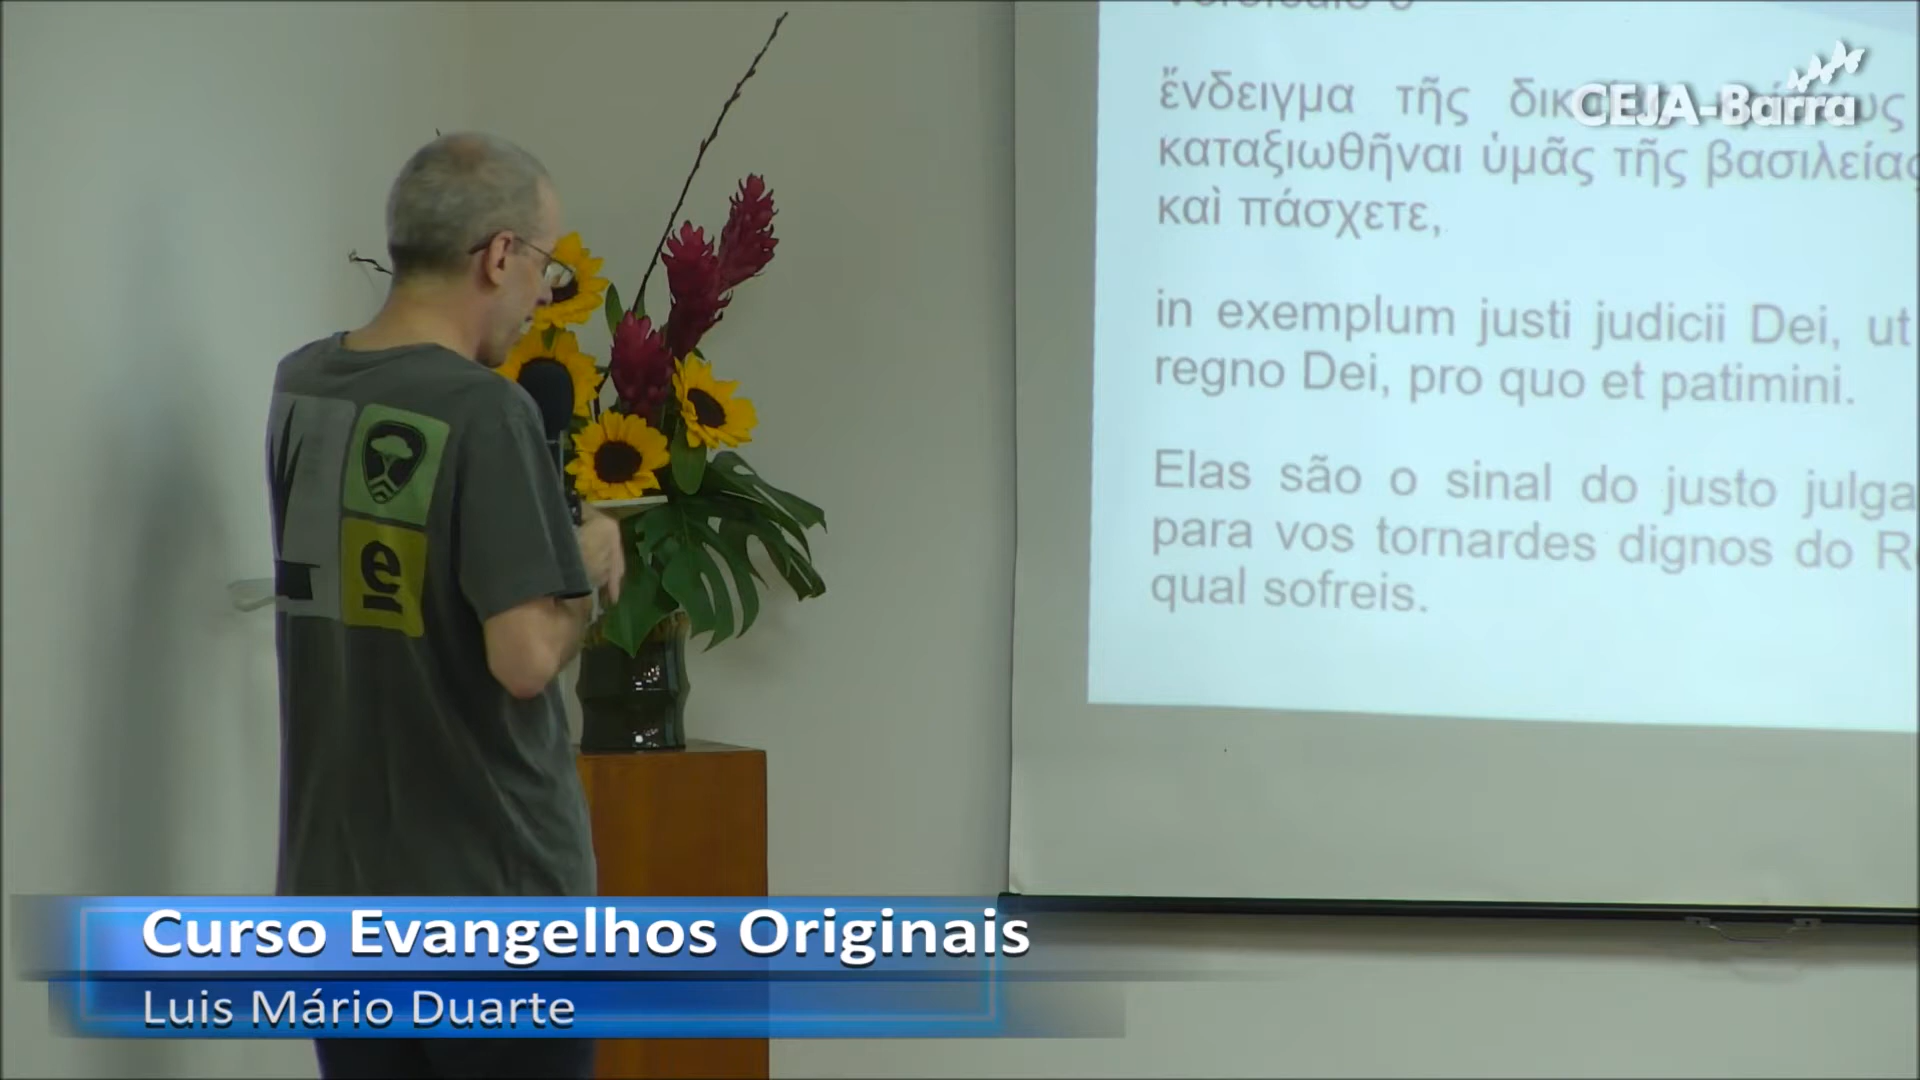 ἔνδειγμα τῆς
CEJA-Barra
καταξιωθῆναι ὑμᾶς τῆς βασιλείας
καὶ πάσχετε,
in exemplum justi judicii Dei, ut
regno Dei, pro quo et patimini.
Elas são o sinal do justo julga
para vos tornardes dignos do R
qual sofreis.
e
Curso Evangelhos Originais
Luis Mário Duarte